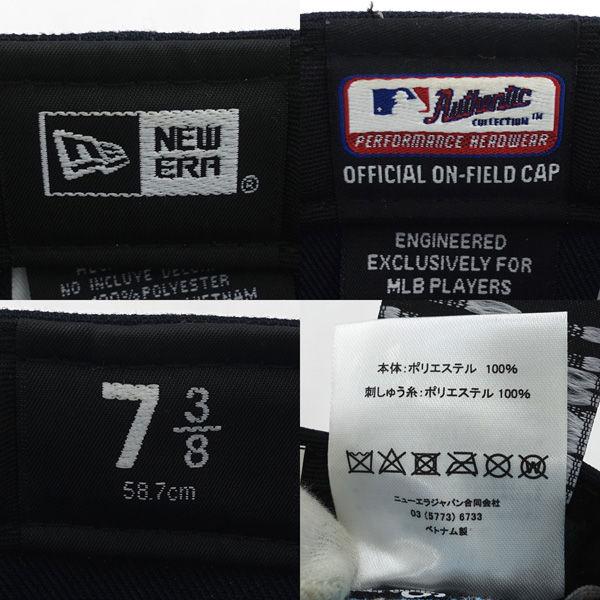 NEW
ERA
®
NO INCLUYE
100% POLYESTER
Authentic
COLLECTION™
PERFORMANCE HEADWEAR
OFFICIAL ON-FIELD CAP
ENGINEERED
EXCLUSIVELY FOR
MLB PLAYERS
7 3/8
58.7cm
本体:ポリエステル 100%
刺しゅう糸:ポリエステル 100%
ニューエラジャパン合同会社
03 (5773) 6733
ベトナム製